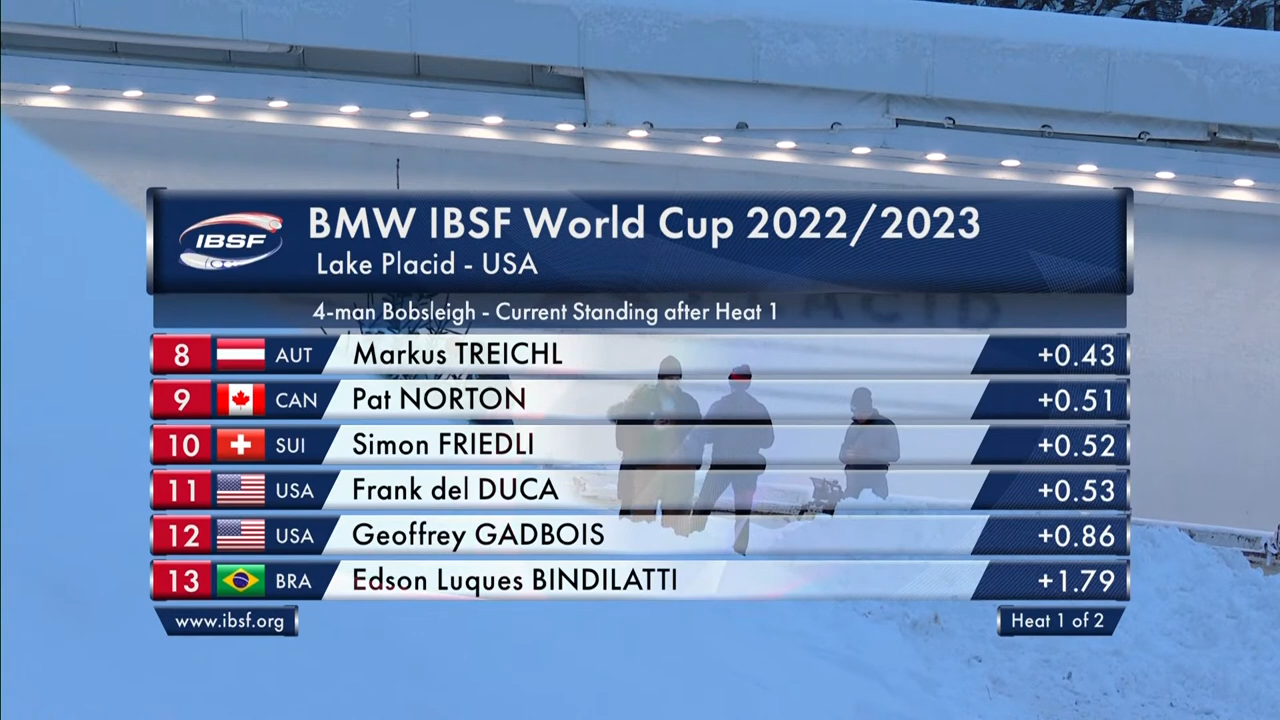 IBSF
BMW IBSF World Cup 2022/2023
Lake Placid - USA
4-man Bobsleigh - Current Standing after Heat 1
8 AUT Markus TREICHL +0.43
9 CAN Pat NORTON +0.51
10 SUI Simon FRIEDLI +0.52
11 USA Frank del DUCA +0.53
12 USA Geoffrey GADBOIS +0.86
13 BRA Edson Luques BINDILATTI +1.79
www.ibsf.org
Heat 1 of 2